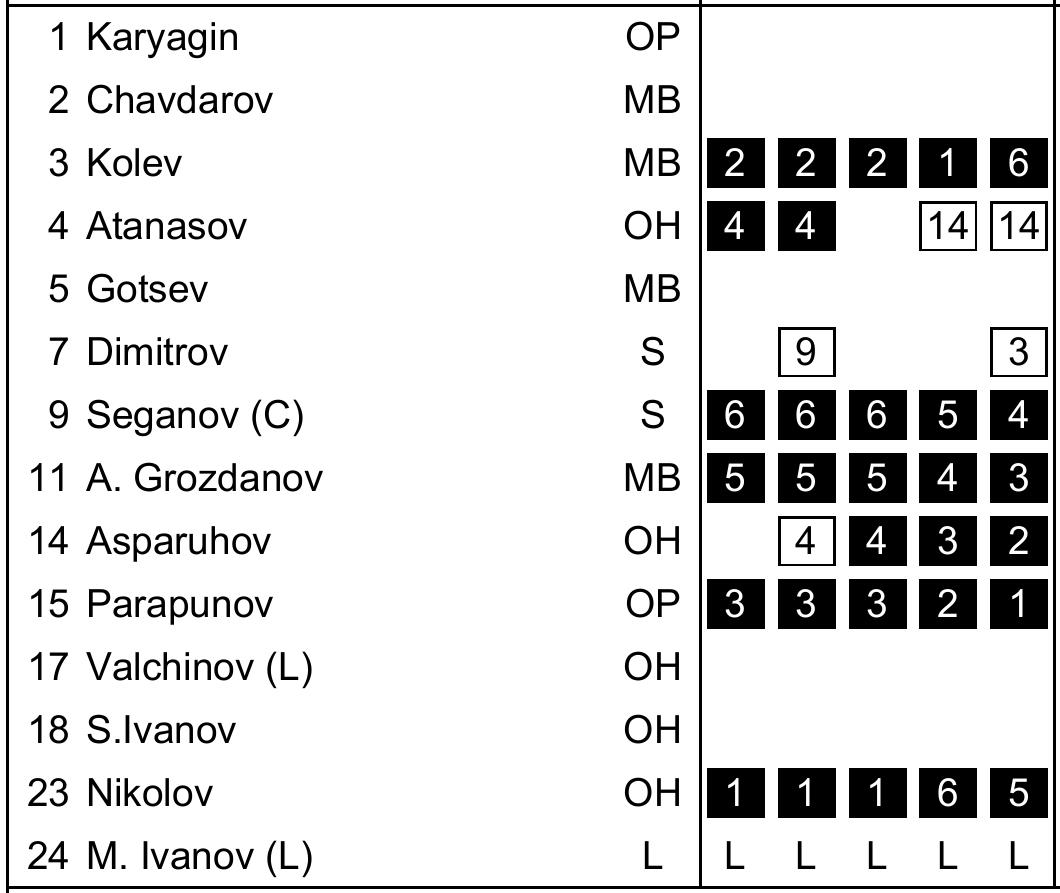 1 Karyagin OP
2 Chavdarov MB
3 Kolev MB 2 2 2 1 6
4 Atanasov OH 4 4 14 14
5 Gotsev MB
7 Dimitrov S 9 3
9 Seganov (C) S 6 6 6 5 4
11 A. Grozdanov MB 5 5 5 4 3
14 Asparuhov OH 4 4 3 2
15 Parapunov OP 3 3 3 2 1
17 Valchinov (L) OH
18 S.Ivanov OH
23 Nikolov OH 1 1 1 6 5
24 M. Ivanov (L) L L L L L L